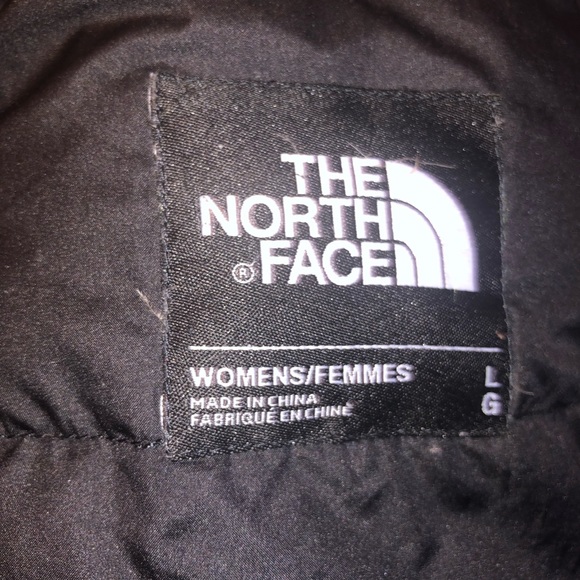 THE
NORTH
® FACE
WOMENS/FEMMES L
MADE IN CHINA G
FABRIQUÉ EN CHINE